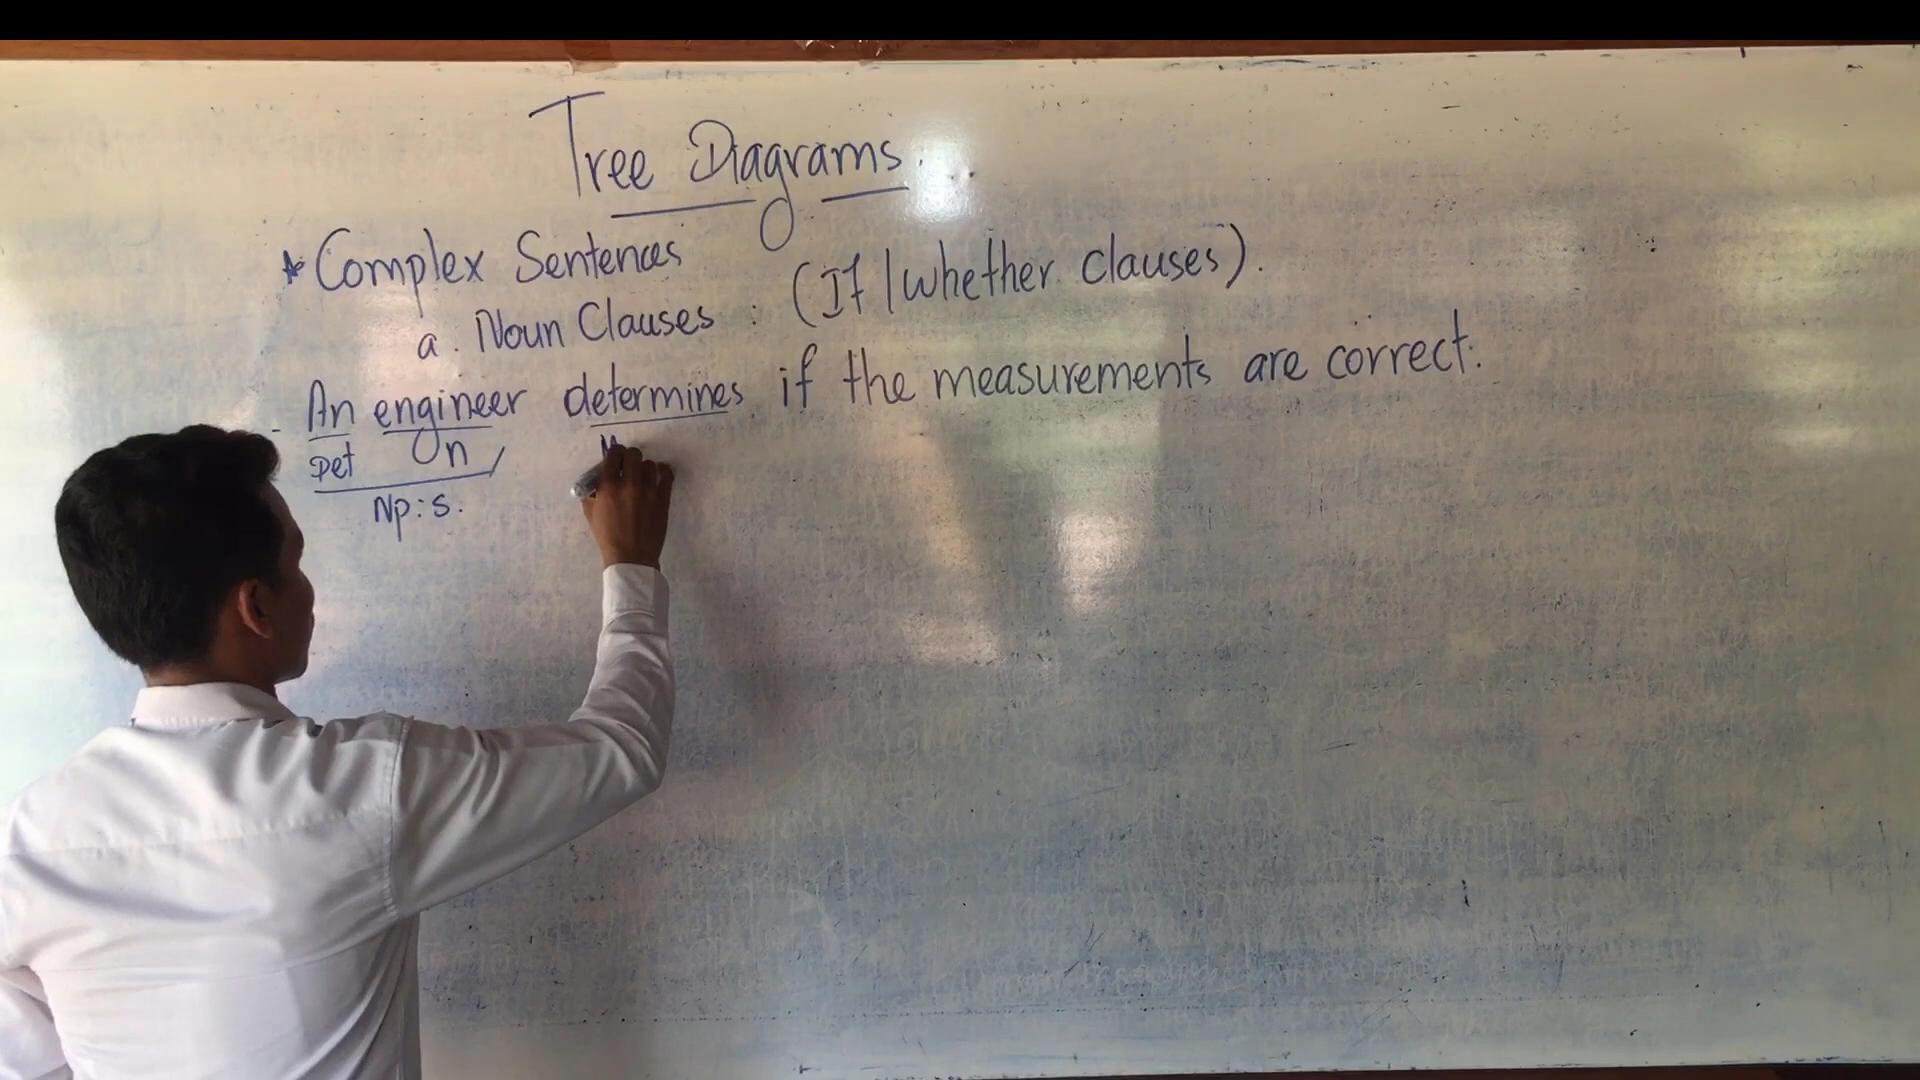 Tree Diagrams
* Complex Sentences
a. Noun Clauses : (If / whether clauses).
- An engineer determines if the measurements are correct.
Det n
Np:s.